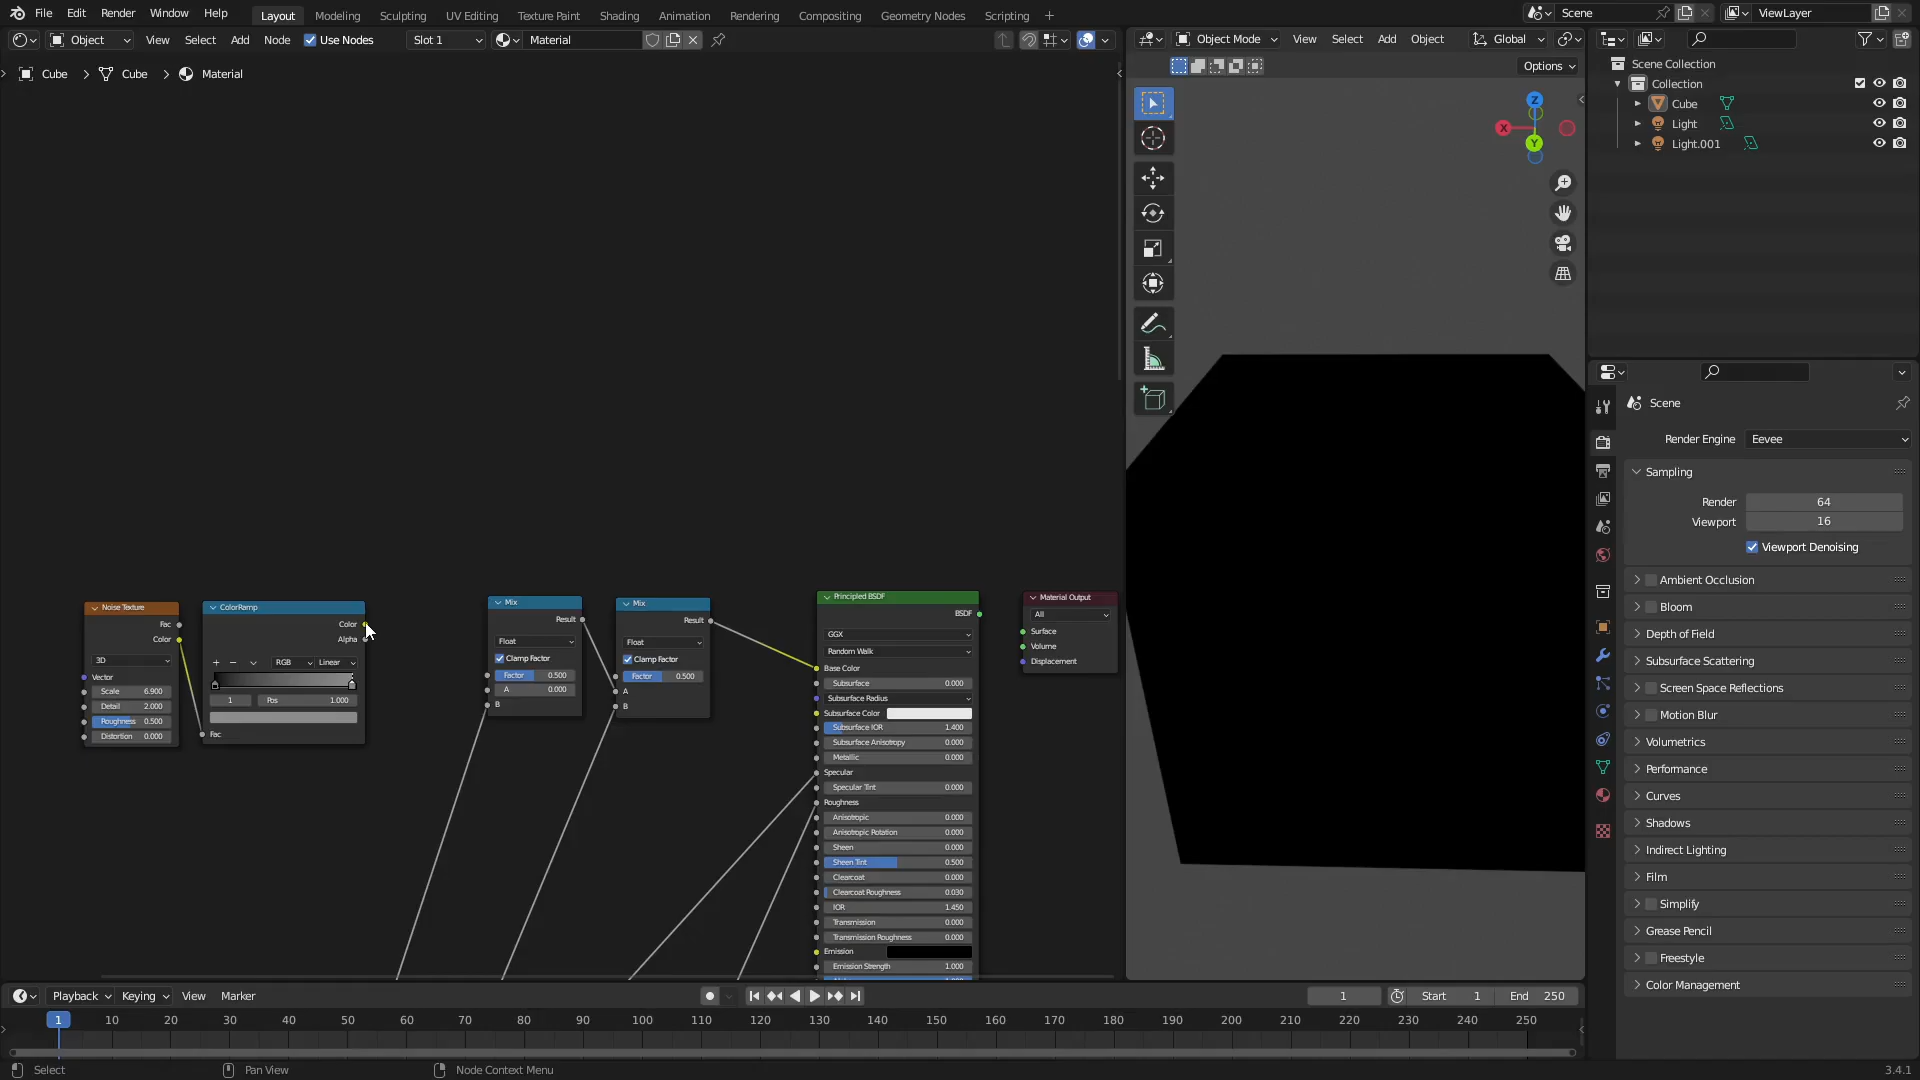 File Edit Render Window Help Layout Modeling Sculpting UV Editing Texture Paint Shading Animation Rendering Compositing Geometry Nodes Scripting + Scene ViewLayer
Object View Select Add Node Use Nodes Slot 1 Material Object Mode View Select Add Object Global
Options
Cube > Cube > Material
Z
X
Y
Scene Collection
Collection
Cube
Light
Light.001
Scene
Render Engine Eevee
Sampling
Render 64
Viewport 16
Viewport Denoising
Ambient Occlusion
Bloom
Depth of Field
Subsurface Scattering
Screen Space Reflections
Motion Blur
Volumetrics
Performance
Curves
Shadows
Indirect Lighting
Film
Simplify
Grease Pencil
Freestyle
Color Management
Noise Texture
Fac
Color
3D
Vector
Scale 6.900
Detail 2.000
Roughness 0.500
Distortion 0.000
ColorRamp
Color
Alpha
RGB Linear
1 Pos 1.000
Fac
Mix
Result
Float
Clamp Factor
Factor 0.500
A 0.000
B
Mix
Result
Float
Clamp Factor
Factor 0.500
A
B
Principled BSDF
BSDF
GGX
Random Walk
Base Color
Subsurface 0.000
Subsurface Radius
Subsurface Color
Subsurface IOR 1.400
Subsurface Anisotropy 0.000
Metallic 0.000
Specular
Specular Tint 0.000
Roughness
Anisotropic 0.000
Anisotropic Rotation 0.000
Sheen 0.000
Sheen Tint 0.500
Clearcoat 0.000
Clearcoat Roughness 0.030
IOR 1.450
Transmission 0.000
Transmission Roughness 0.000
Emission
Emission Strength 1.000
Material Output
All
Surface
Volume
Displacement
Playback Keying View Marker 1 Start 1 End 250
1 10 20 30 40 50 60 70 80 90 100 110 120 130 140 150 160 170 180 190 200 210 220 230 240 250
Select Pan View Node Context Menu 3.4.1